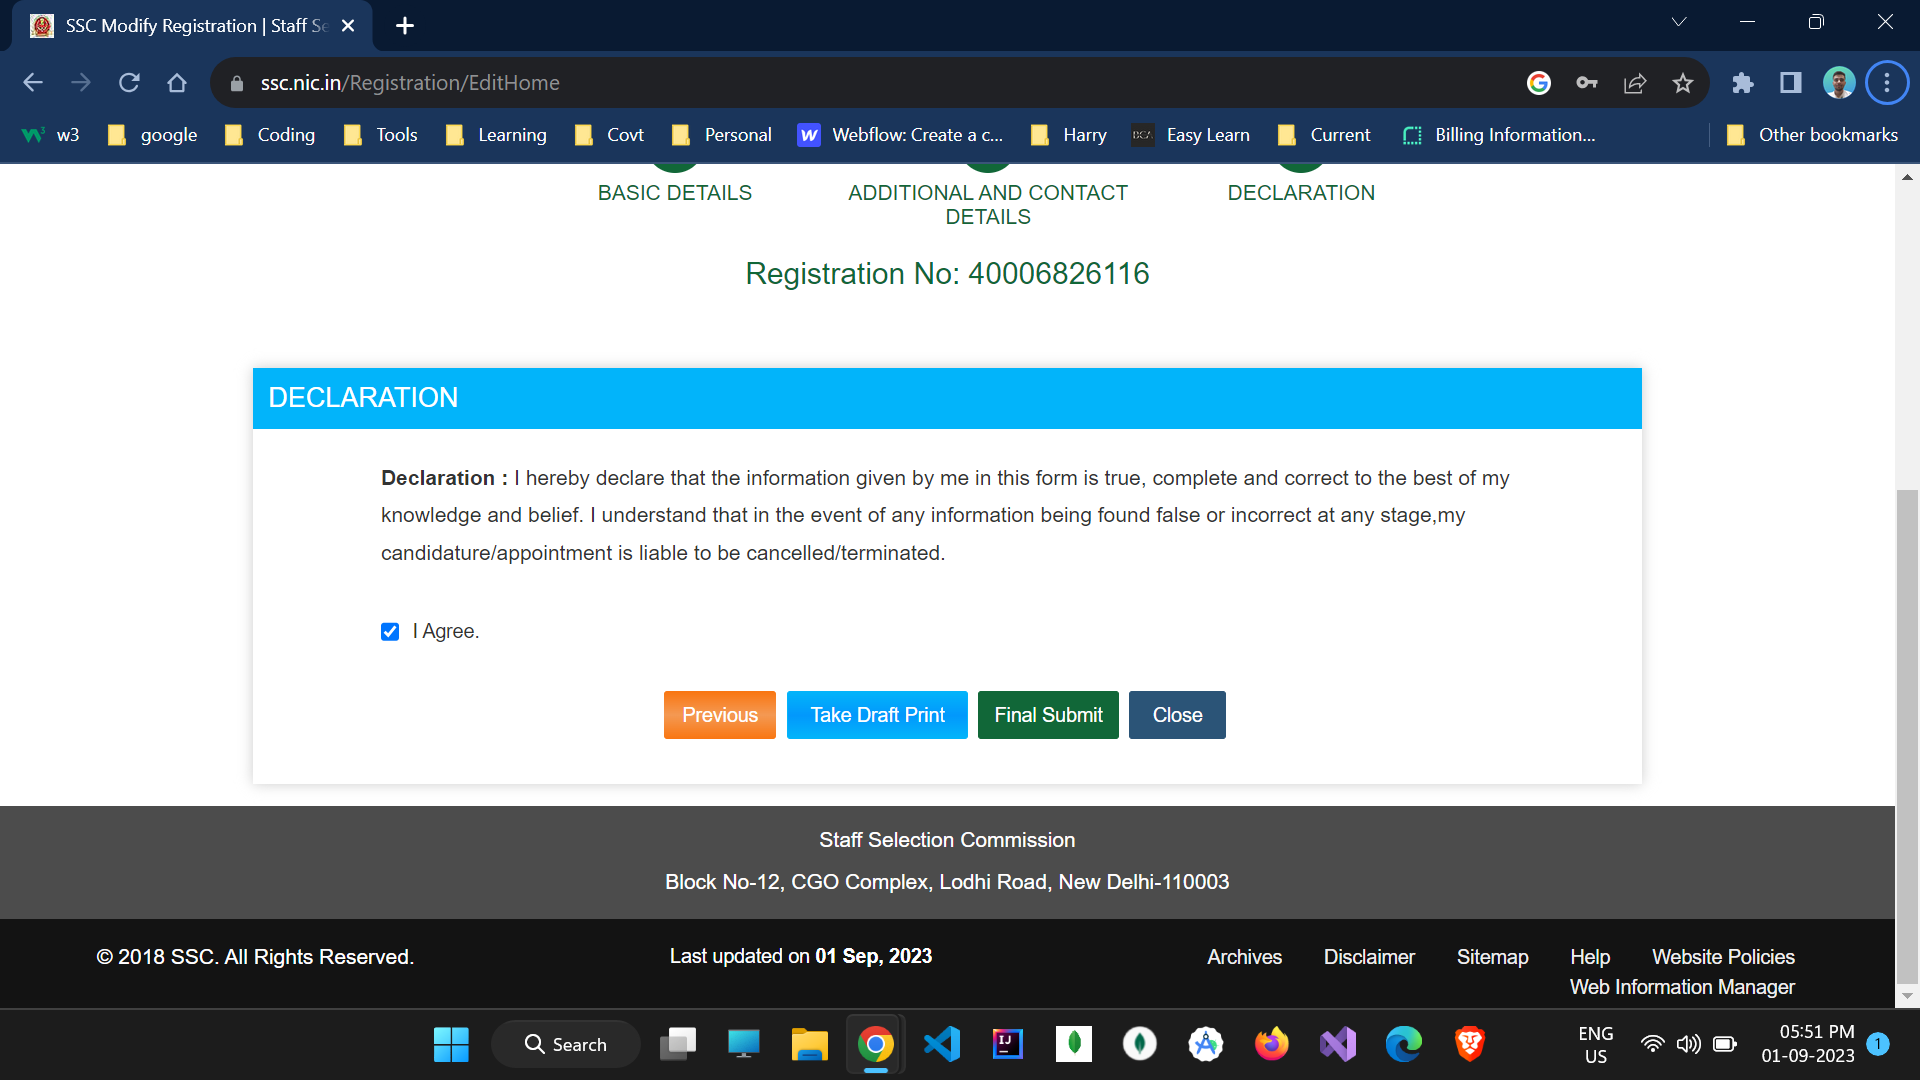 SSC Modify Registration | Staff Se
ssc.nic.in/Registration/EditHome
w3 google Coding Tools Learning Covt Personal Webflow: Create a c... Harry Easy Learn Current Billing Information... Other bookmarks
BASIC DETAILS
ADDITIONAL AND CONTACT
DETAILS
DECLARATION
Registration No: 40006826116
DECLARATION
Declaration : I hereby declare that the information given by me in this form is true, complete and correct to the best of my
knowledge and belief. I understand that in the event of any information being found false or incorrect at any stage,my
candidature/appointment is liable to be cancelled/terminated.
I Agree.
Previous Take Draft Print Final Submit Close
Staff Selection Commission
Block No-12, CGO Complex, Lodhi Road, New Delhi-110003
© 2018 SSC. All Rights Reserved.
Last updated on 01 Sep, 2023
Archives Disclaimer Sitemap Help Website Policies
Web Information Manager
Search
ENG
US
05:51 PM
01-09-2023
1